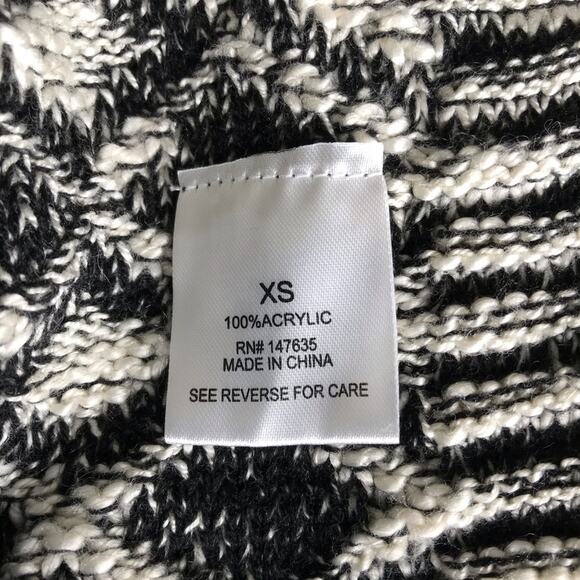 XS
100%ACRYLIC
RN# 147635
MADE IN CHINA
SEE REVERSE FOR CARE